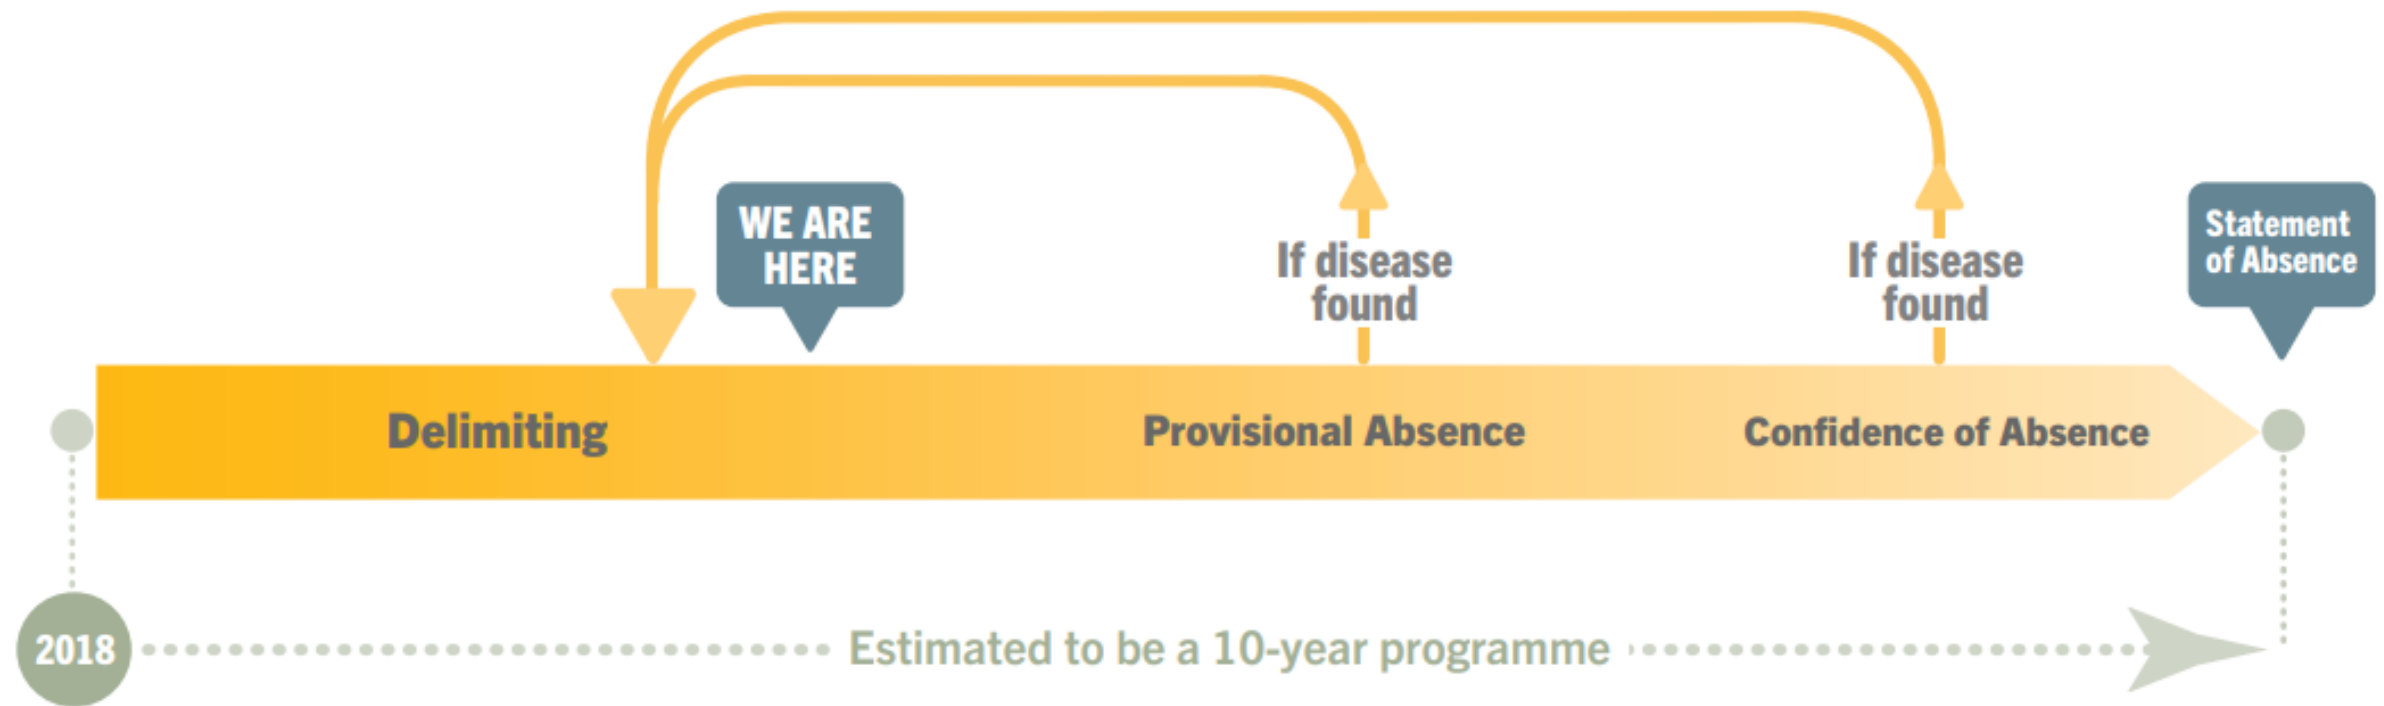 WE ARE
HERE
If disease
found
If disease
found
Statement
of Absence
Delimiting
Provisional Absence
Confidence of Absence
2018
Estimated to be a 10-year programme